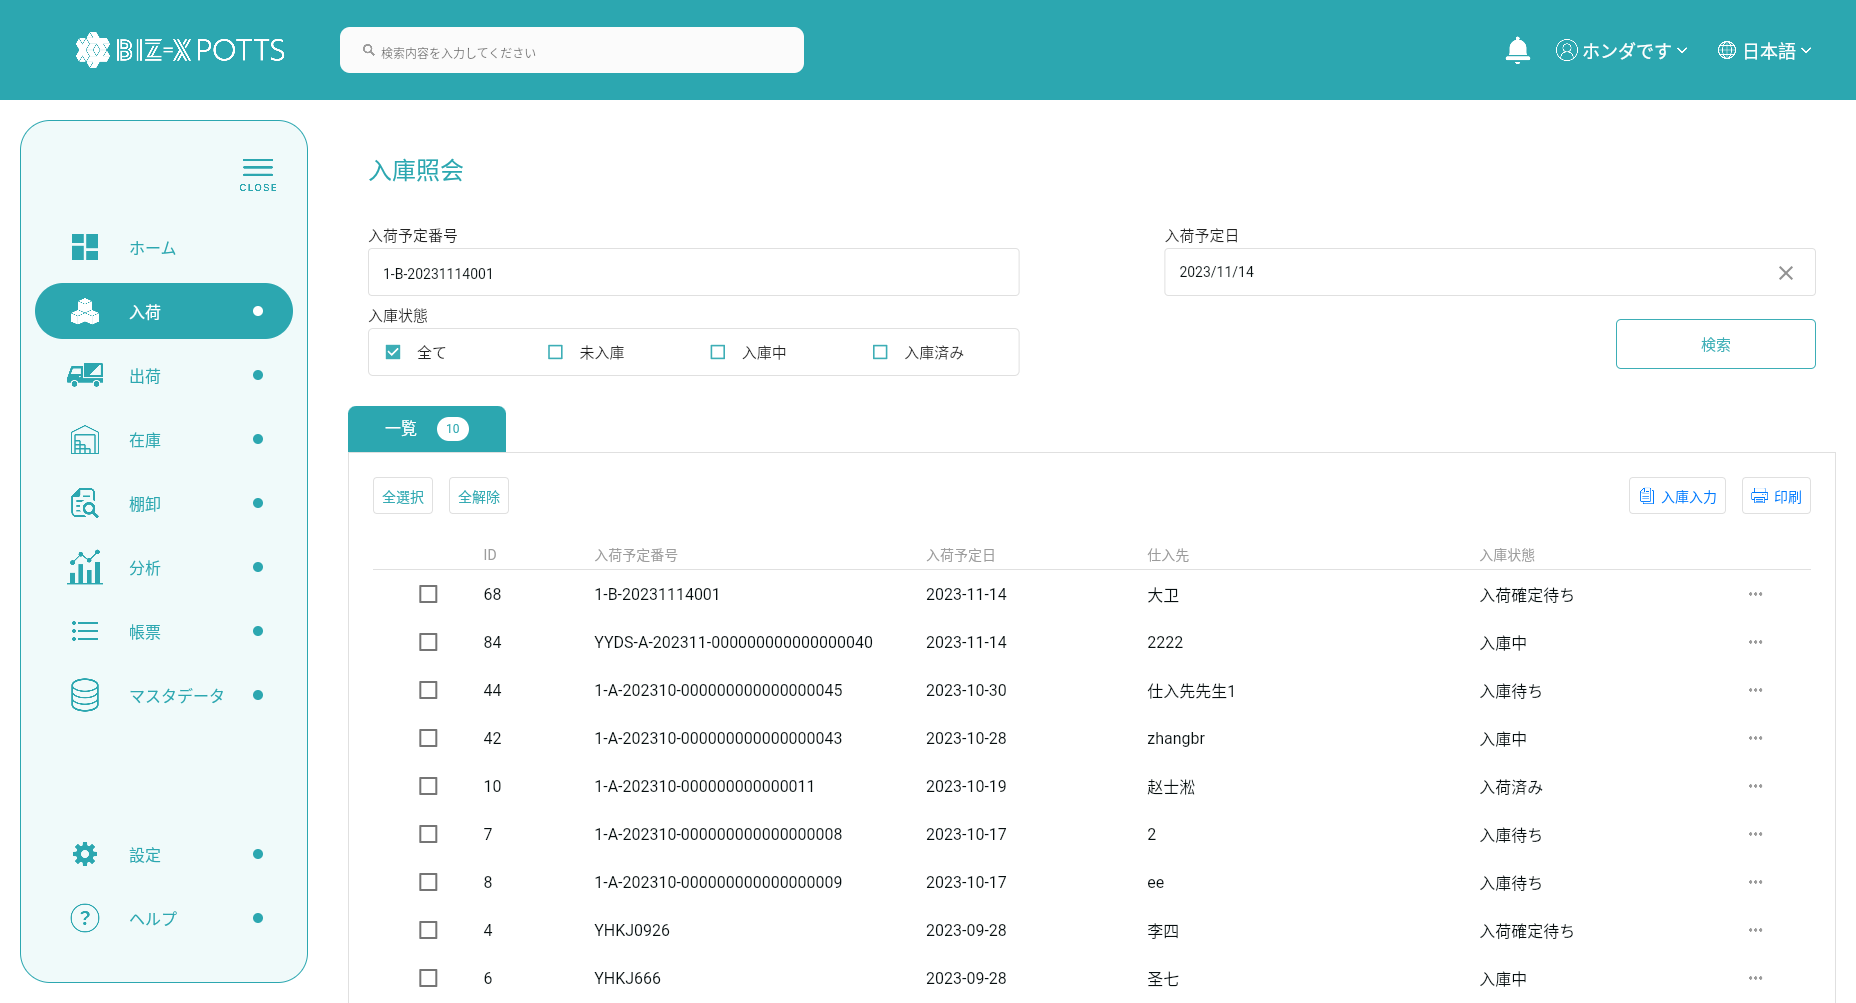 BIZ-X POTTS
検索内容を入力してください
ホンダです
日本語
CLOSE
ホーム
入荷
出荷
在庫
棚卸
分析
帳票
マスタデータ
設定
ヘルプ
入庫照会
入荷予定番号
1-B-20231114001
入荷予定日
2023/11/14
入庫状態
全て 未入庫 入庫中 入庫済み
検索
一覧 10
全選択 全解除 入庫入力 印刷
ID 入荷予定番号 入荷予定日 仕入先 入庫状態
68 1-B-20231114001 2023-11-14 大卫 入荷確定待ち ...
84 YYDS-A-202311-000000000000000040 2023-11-14 2222 入庫中 ...
44 1-A-202310-000000000000000045 2023-10-30 仕入先先生1 入庫待ち ...
42 1-A-202310-000000000000000043 2023-10-28 zhangbr 入庫中 ...
10 1-A-202310-000000000000011 2023-10-19 赵士淞 入荷済み ...
7 1-A-202310-000000000000000008 2023-10-17 2 入庫待ち ...
8 1-A-202310-000000000000000009 2023-10-17 ee 入庫待ち ...
4 YHKJ0926 2023-09-28 李四 入荷確定待ち ...
6 YHKJ666 2023-09-28 圣七 入庫中 ...